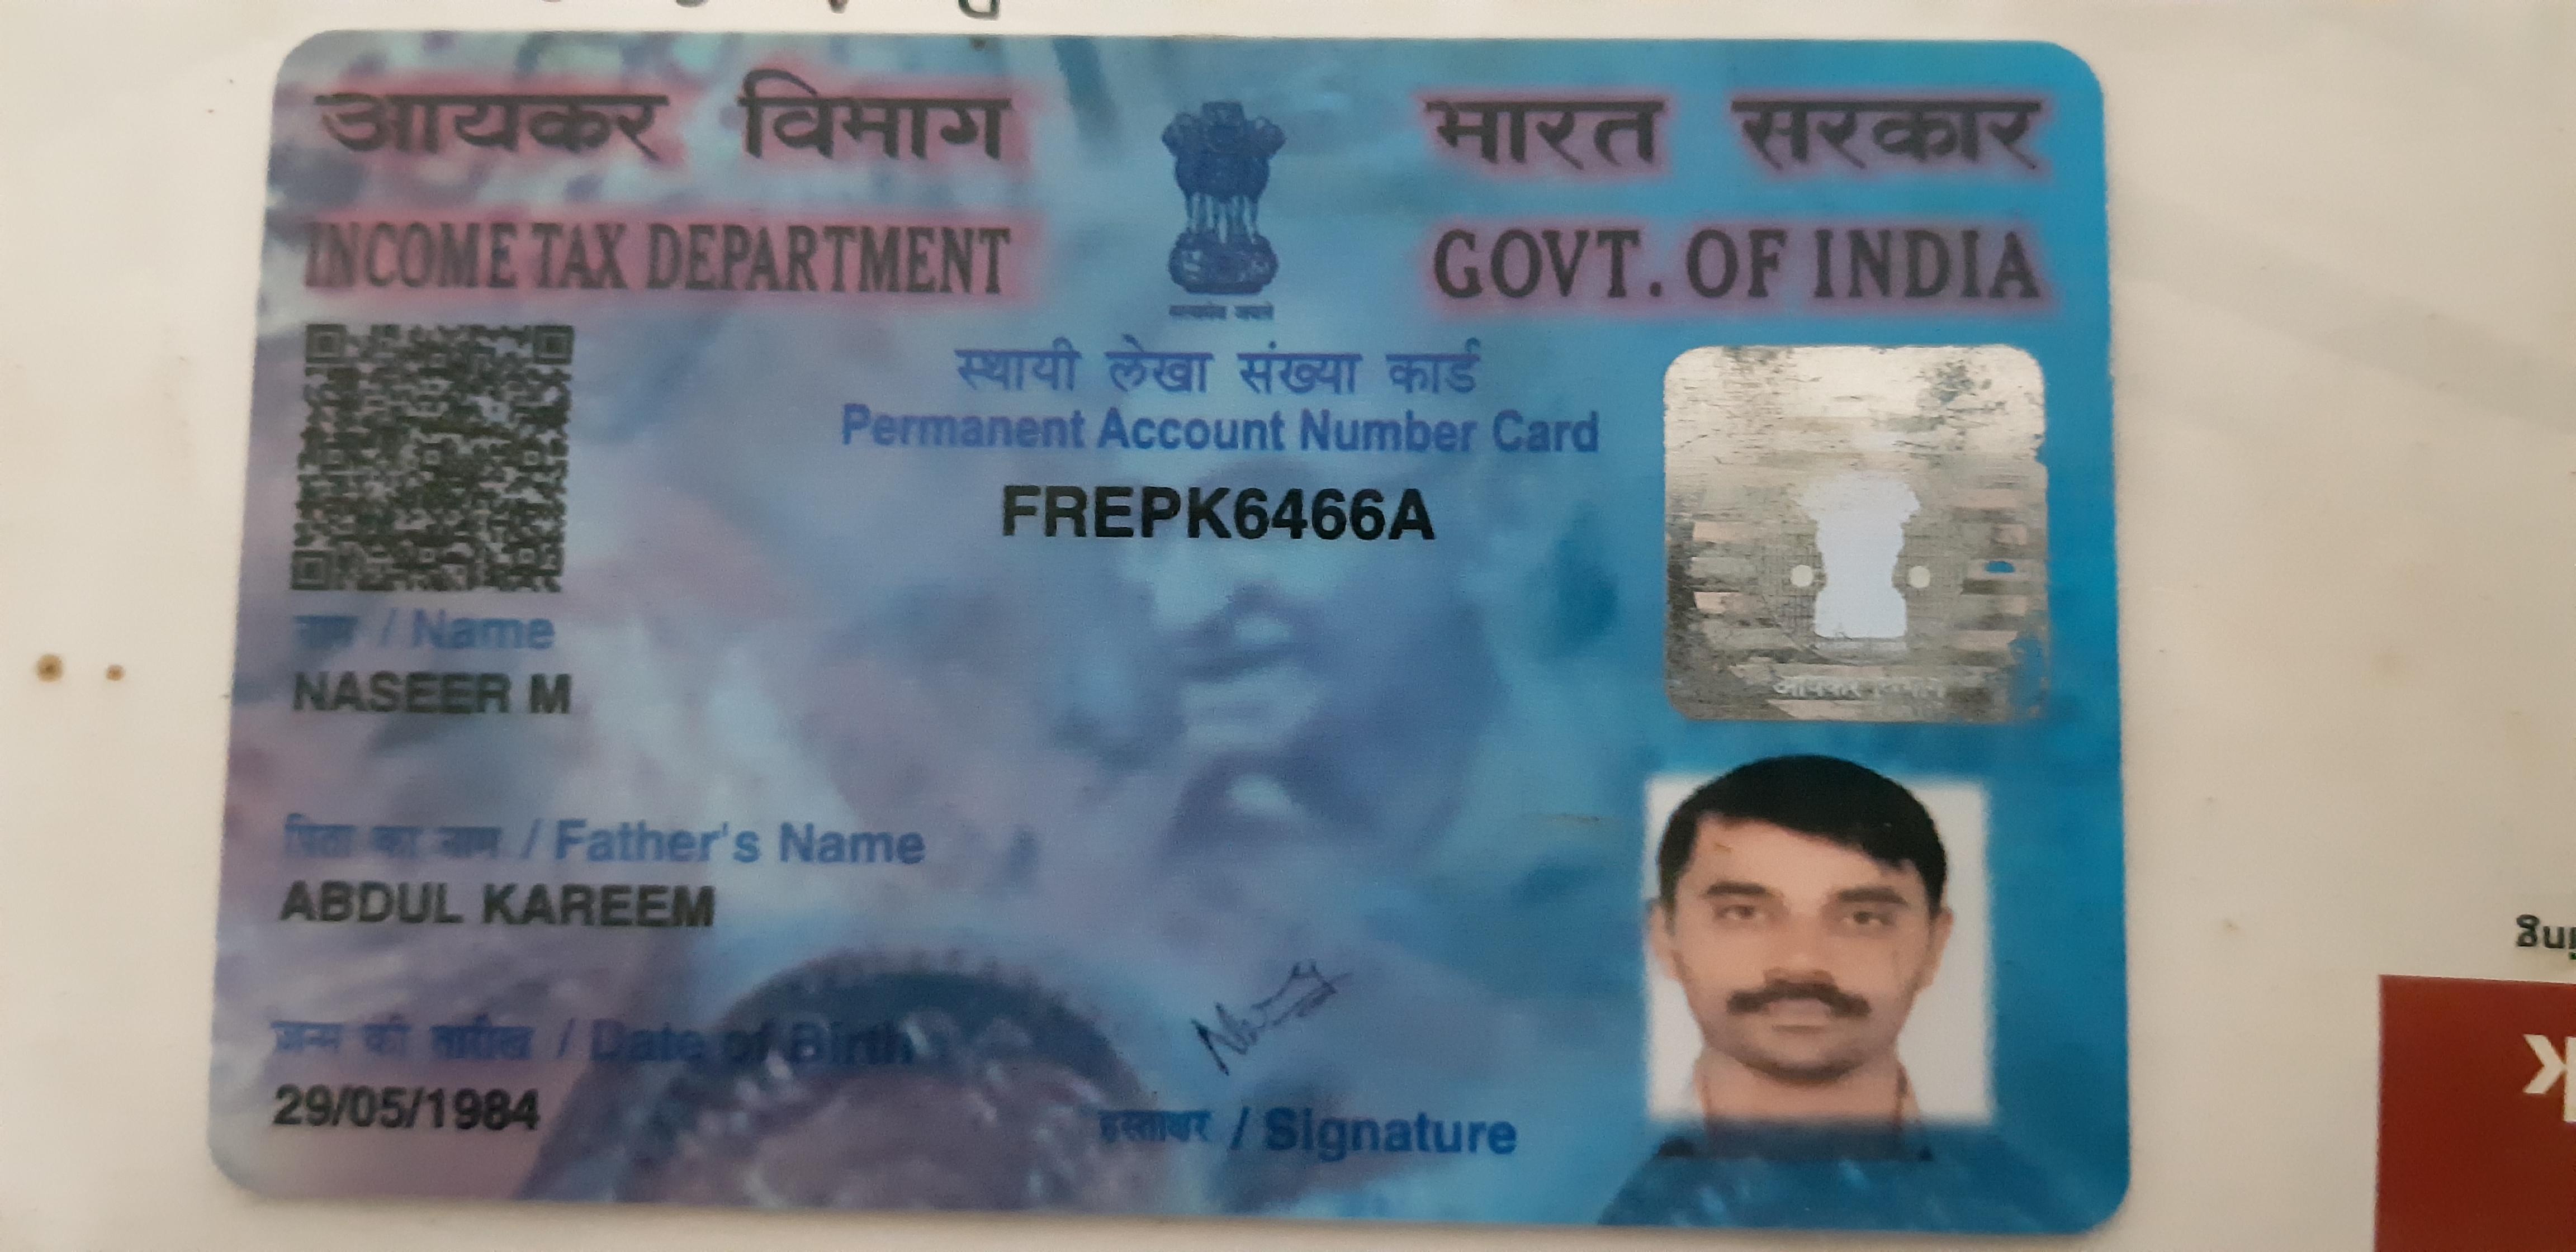 आयकर विभाग
INCOME TAX DEPARTMENT
भारत सरकार
GOVT. OF INDIA
सत्यमेव जयते
स्थायी लेखा संख्या कार्ड
Permanent Account Number Card
FREPK6466A
नाम / Name
NASEER M
पिता का नाम / Father's Name
ABDUL KAREEM
जन्म की तारीख / Date of Birth
29/05/1984
हस्ताक्षर / Signature
आयकर विभाग